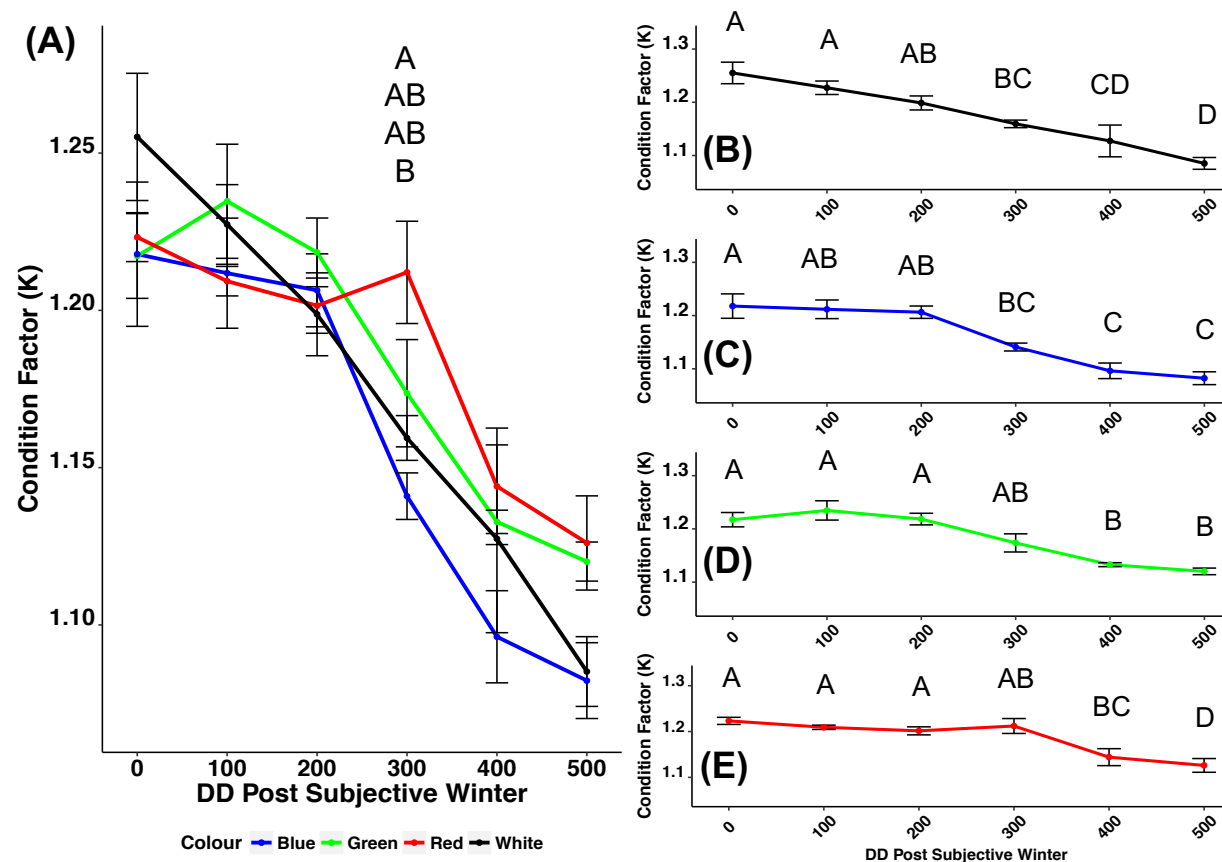 (A)
A
AB
AB
B
Condition Factor (K)
1.25
1.20
1.15
1.10
0 100 200 300 400 500
DD Post Subjective Winter
Colour Blue Green Red White
A A AB BC CD D
Condition Factor (K)
1.3
1.2
1.1
(B)
0 100 200 300 400 500
A AB AB BC C C
Condition Factor (K)
1.3
1.2
1.1
(C)
0 100 200 300 400 500
A A A AB B B
Condition Factor (K)
1.3
1.2
1.1
(D)
0 100 200 300 400 500
A A A AB BC D
Condition Factor (K)
1.3
1.2
1.1
(E)
0 100 200 300 400 500
DD Post Subjective Winter